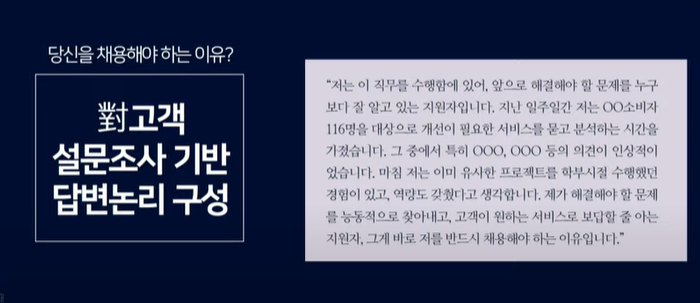 당신을 채용해야 하는 이유?
對고객
설문조사 기반
답변논리 구성
“저는 이 직무를 수행함에 있어, 앞으로 해결해야 할 문제를 누구
보다 잘 알고 있는 지원자입니다. 지난 일주일간 저는 OO소비자
116명을 대상으로 개선이 필요한 서비스를 묻고 분석하는 시간을
가졌습니다. 그 중에서 특히 OOO, OOO 등의 의견이 인상적이
었습니다. 마침 저는 이미 유사한 프로젝트를 학부시절 수행했던
경험이 있고, 역량도 갖췄다고 생각합니다. 제가 해결해야 할 문제
를 능동적으로 찾아내고, 고객이 원하는 서비스로 보답할 줄 아는
지원자, 그게 바로 저를 반드시 채용해야 하는 이유입니다.”